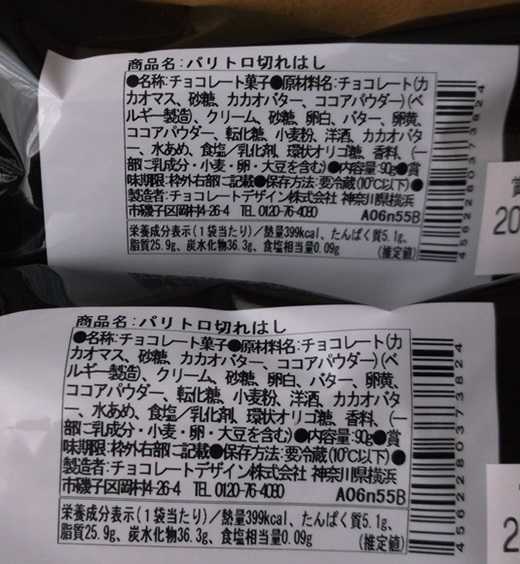 商品名：パリトロ切れはし
●名称：チョコレート菓子●原材料名：チョコレート(カ
カオマス、砂糖、カカオバター、ココアパウダー)(ベ
ルギー製造)、クリーム、砂糖、卵白、バター、卵黄、
ココアパウダー、転化糖、小麦粉、洋酒、カカオバタ
ー、水あめ、食塩/乳化剤、環状オリゴ糖、香料、(一
部に乳成分・小麦・卵・大豆を含む)●内容量：90g●賞
味期限：枠外右部に記載●保存方法：要冷蔵(10℃以下)●
製造者：チョコレートデザイン株式会社 神奈川県横浜
市磯子区岡村4-26-4 TEL 0120-76-4080
A06n55B
栄養成分表示(１袋当たり)／熱量399kcal、たんぱく質5.1g、
脂質25.9g、炭水化物36.3g、食塩相当量0.09g (推定値)
4562280373824
賞
20
商品名：パリトロ切れはし
●名称：チョコレート菓子●原材料名：チョコレート(カ
カオマス、砂糖、カカオバター、ココアパウダー)(ベ
ルギー製造)、クリーム、砂糖、卵白、バター、卵黄、
ココアパウダー、転化糖、小麦粉、洋酒、カカオバタ
ー、水あめ、食塩/乳化剤、環状オリゴ糖、香料、(一
部に乳成分・小麦・卵・大豆を含む)●内容量：90g●賞
味期限：枠外右部に記載●保存方法：要冷蔵(10℃以下)●
製造者：チョコレートデザイン株式会社 神奈川県横浜
市磯子区岡村4-26-4 TEL 0120-76-4080
A06n55B
栄養成分表示(１袋当たり)／熱量399kcal、たんぱく質5.1g、
脂質25.9g、炭水化物36.3g、食塩相当量0.09g (推定値)
4562280373824
2